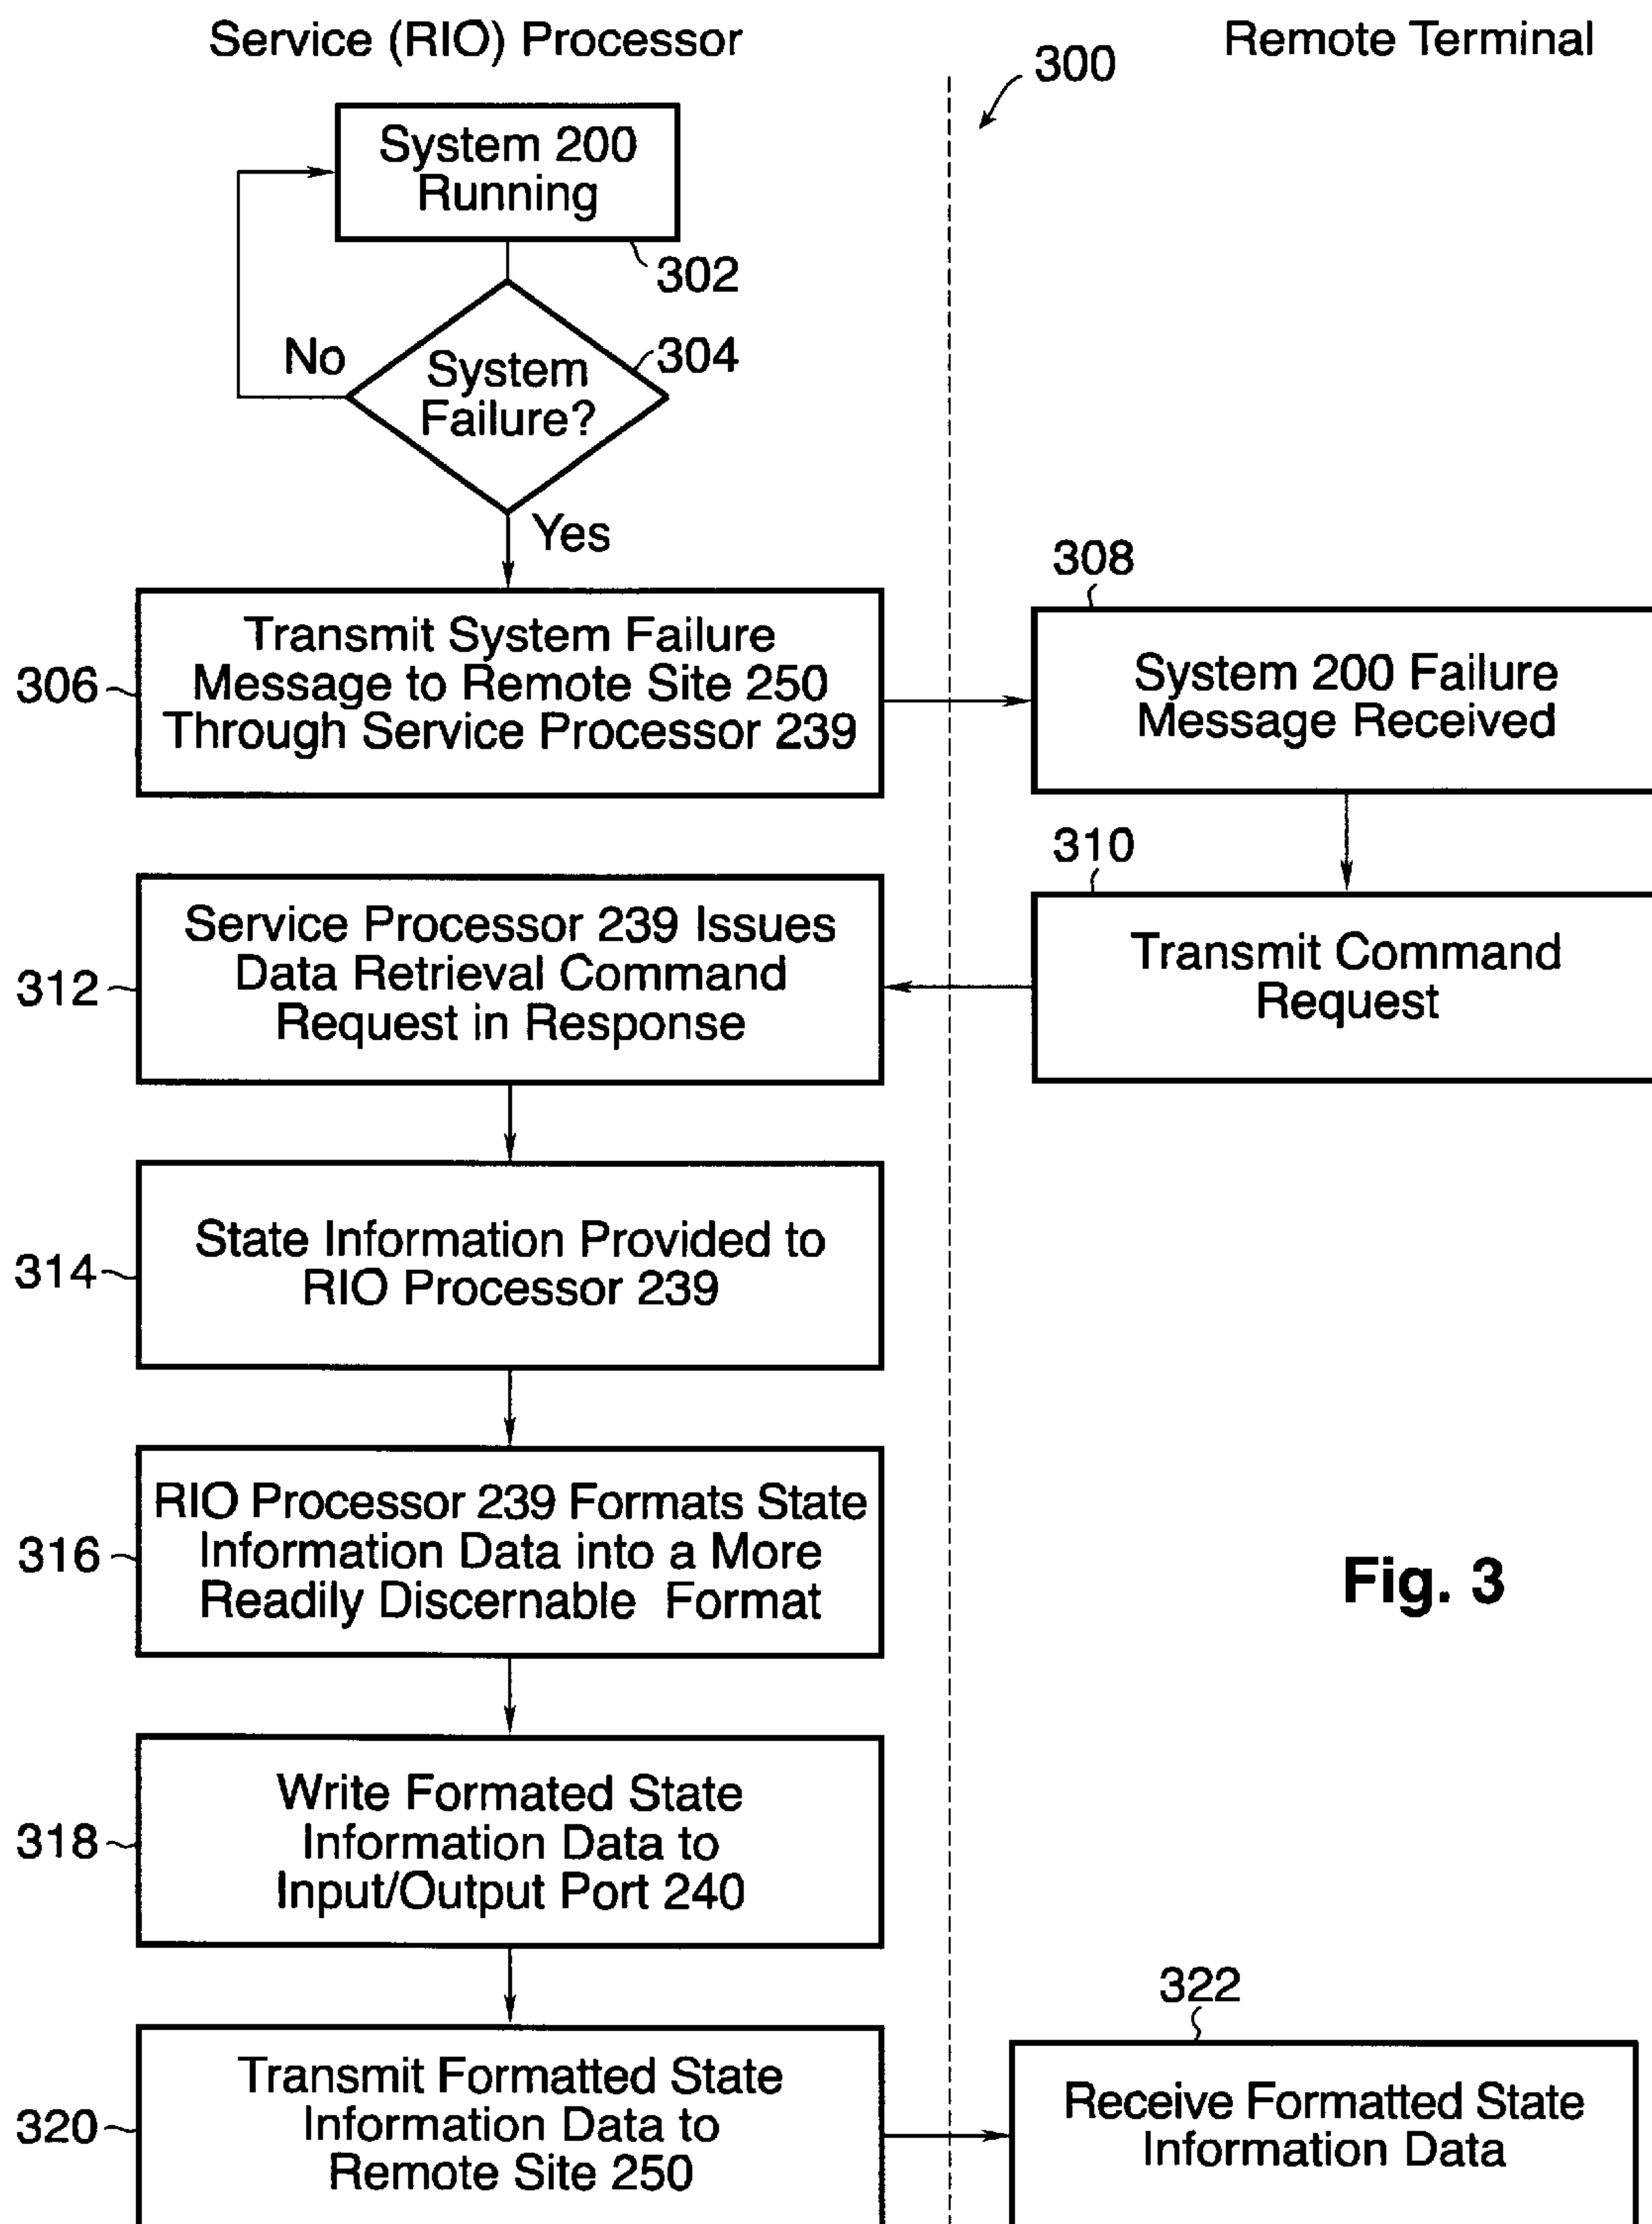 Service (RIO) Processor
Remote Terminal
300
System 200
Running
302
No
System
Failure?
304
Yes
306
Transmit System Failure
Message to Remote Site 250
Through Service Processor 239
308
System 200 Failure
Message Received
310
Transmit Command
Request
312
Service Processor 239 Issues
Data Retrieval Command
Request in Response
314
State Information Provided to
RIO Processor 239
316
RIO Processor 239 Formats State
Information Data into a More
Readily Discernable Format
Fig. 3
318
Write Formated State
Information Data to
Input/Output Port 240
320
Transmit Formatted State
Information Data to
Remote Site 250
322
Receive Formatted State
Information Data